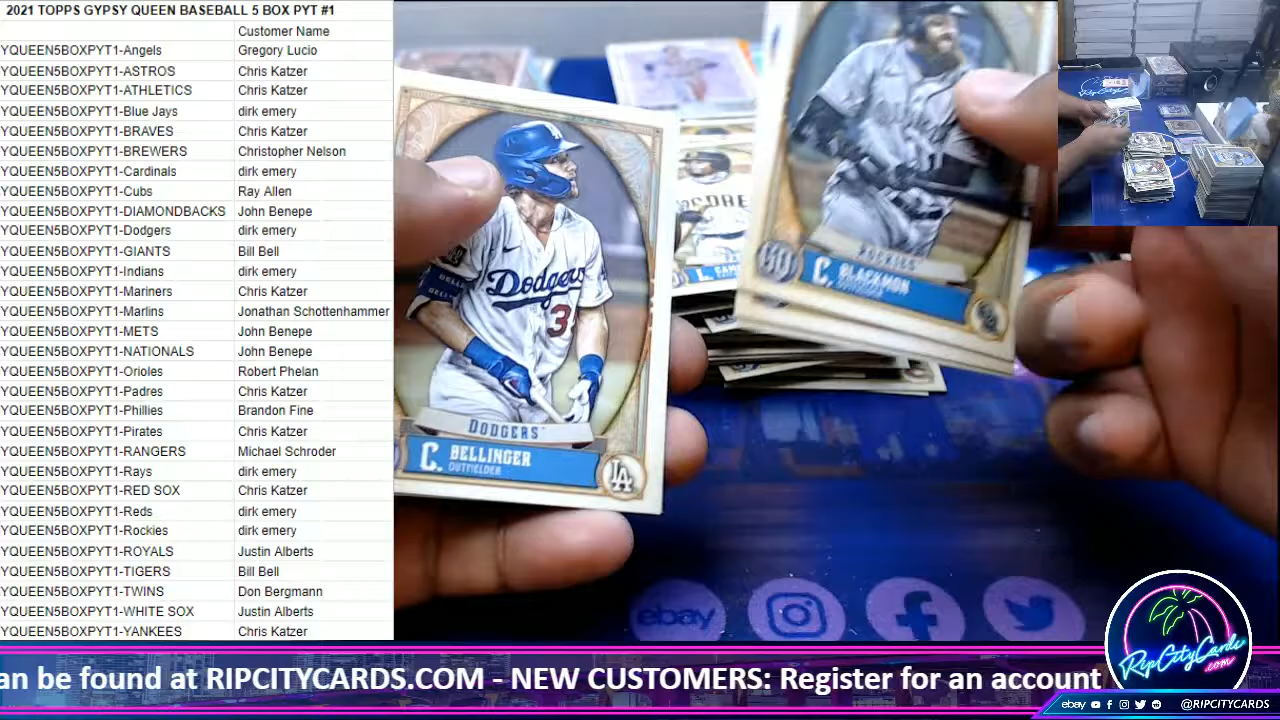 2021 TOPPS GYPSY QUEEN BASEBALL 5 BOX PYT #1
Customer Name
YQUEEN5BOXPYT1-Angels Gregory Lucio
YQUEEN5BOXPYT1-ASTROS Chris Katzer
YQUEEN5BOXPYT1-ATHLETICS Chris Katzer
YQUEEN5BOXPYT1-Blue Jays dirk emery
YQUEEN5BOXPYT1-BRAVES Chris Katzer
YQUEEN5BOXPYT1-BREWERS Christopher Nelson
YQUEEN5BOXPYT1-Cardinals dirk emery
YQUEEN5BOXPYT1-Cubs Ray Allen
YQUEEN5BOXPYT1-DIAMONDBACKS John Benepe
YQUEEN5BOXPYT1-Dodgers dirk emery
YQUEEN5BOXPYT1-GIANTS Bill Bell
YQUEEN5BOXPYT1-Indians dirk emery
YQUEEN5BOXPYT1-Mariners Chris Katzer
YQUEEN5BOXPYT1-Marlins Jonathan Schottenhammer
YQUEEN5BOXPYT1-METS John Benepe
YQUEEN5BOXPYT1-NATIONALS John Benepe
YQUEEN5BOXPYT1-Orioles Robert Phelan
YQUEEN5BOXPYT1-Padres Chris Katzer
YQUEEN5BOXPYT1-Phillies Brandon Fine
YQUEEN5BOXPYT1-Pirates Chris Katzer
YQUEEN5BOXPYT1-RANGERS Michael Schroder
YQUEEN5BOXPYT1-Rays dirk emery
YQUEEN5BOXPYT1-RED SOX Chris Katzer
YQUEEN5BOXPYT1-Reds dirk emery
YQUEEN5BOXPYT1-Rockies dirk emery
YQUEEN5BOXPYT1-ROYALS Justin Alberts
YQUEEN5BOXPYT1-TIGERS Bill Bell
YQUEEN5BOXPYT1-TWINS Don Bergmann
YQUEEN5BOXPYT1-WHITE SOX Justin Alberts
YQUEEN5BOXPYT1-YANKEES Chris Katzer
Dodgers
3
DODGERS
C. BELLINGER
OUTFIELDER
LA
ROCKIES
GQ
C. BLACKMON
OUTFIELDER
ebay
RipCityCards
.com
an be found at RIPCITYCARDS.COM - NEW CUSTOMERS: Register for an account
ebay @RIPCITYCARDS